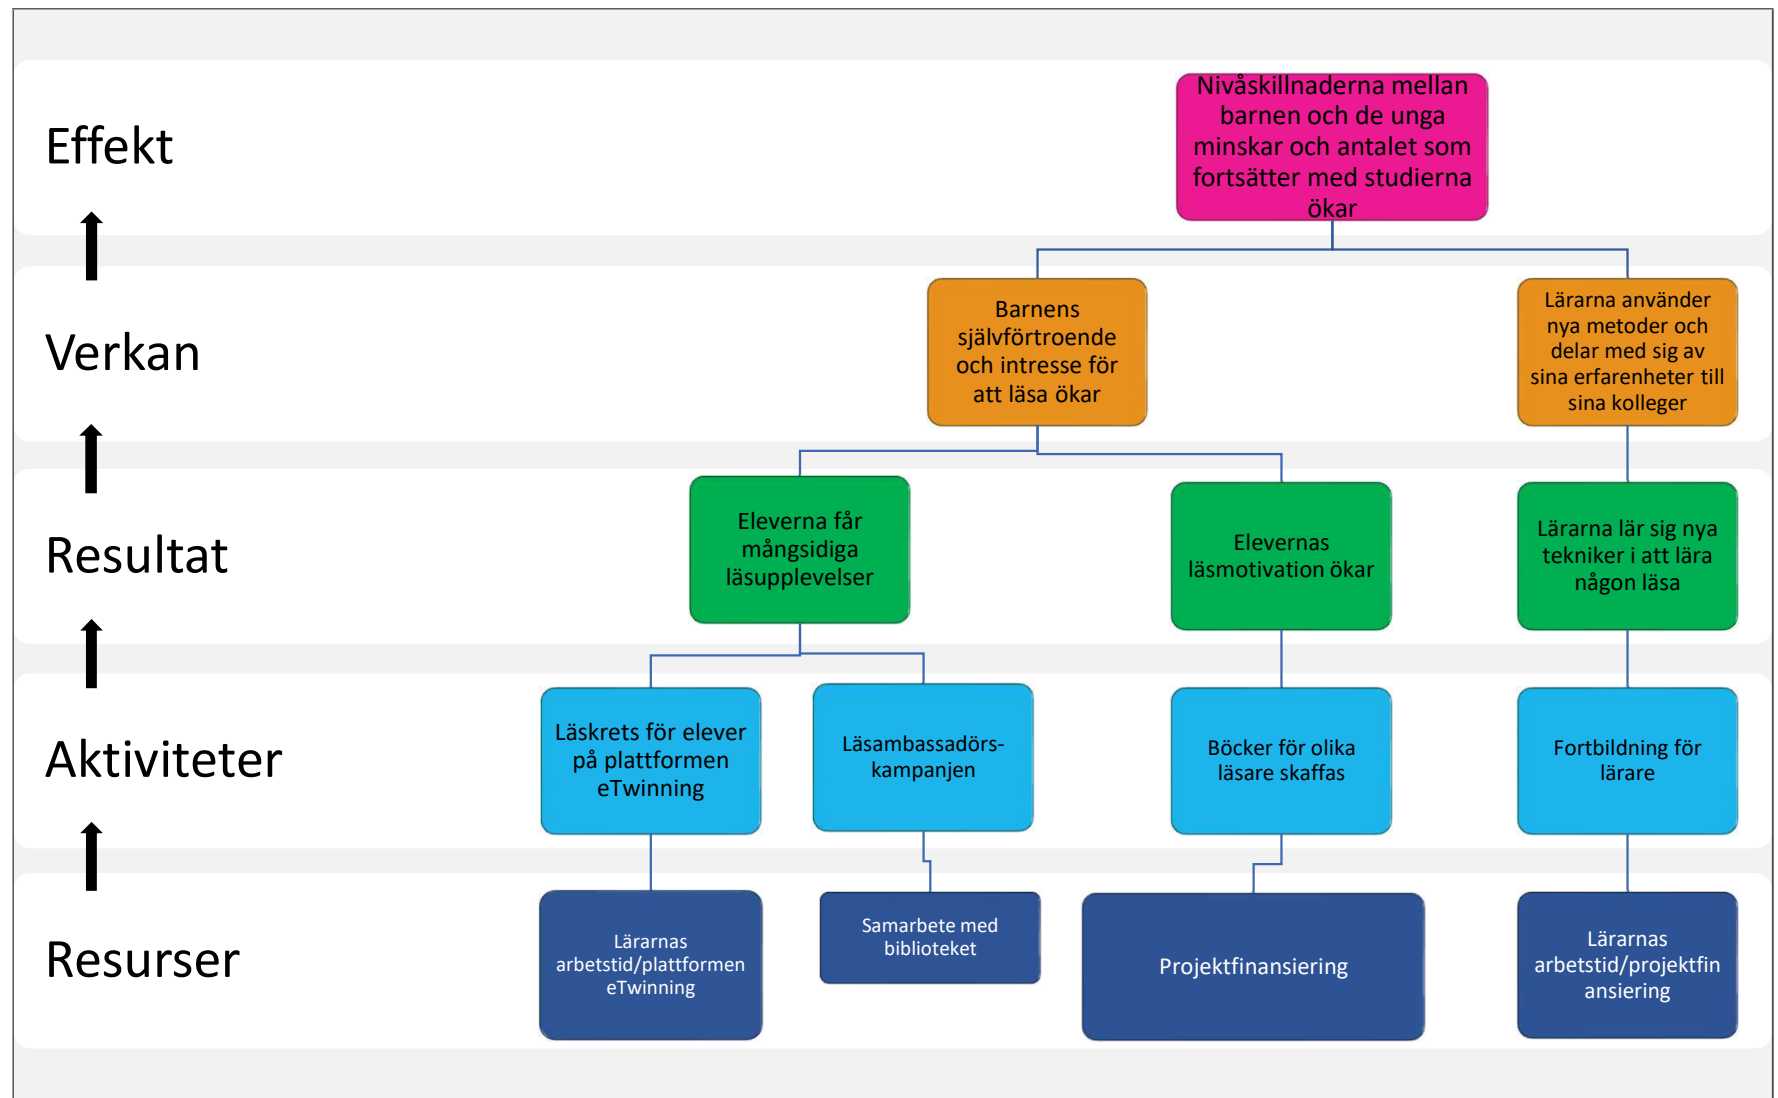 Effekt
Nivåskillnaderna mellan
barnen och de unga
minskar och antalet som
fortsätter med studierna
ökar
Verkan
Barnens
självförtroende
och intresse för
att läsa ökar
Lärarna använder
nya metoder och
delar med sig av
sina erfarenheter till
sina kolleger
Resultat
Eleverna får
mångsidiga
läsupplevelser
Elevernas
läsmotivation ökar
Lärarna lär sig nya
tekniker i att lära
någon läsa
Aktiviteter
Läskrets för elever
på plattformen
eTwinning
Läsambassadörs-
kampanjen
Böcker för olika
läsare skaffas
Fortbildning för
lärare
Resurser
Lärarnas
arbetstid/plattformen
eTwinning
Samarbete med
biblioteket
Projektfinansiering
Lärarnas
arbetstid/projektfin
ansiering